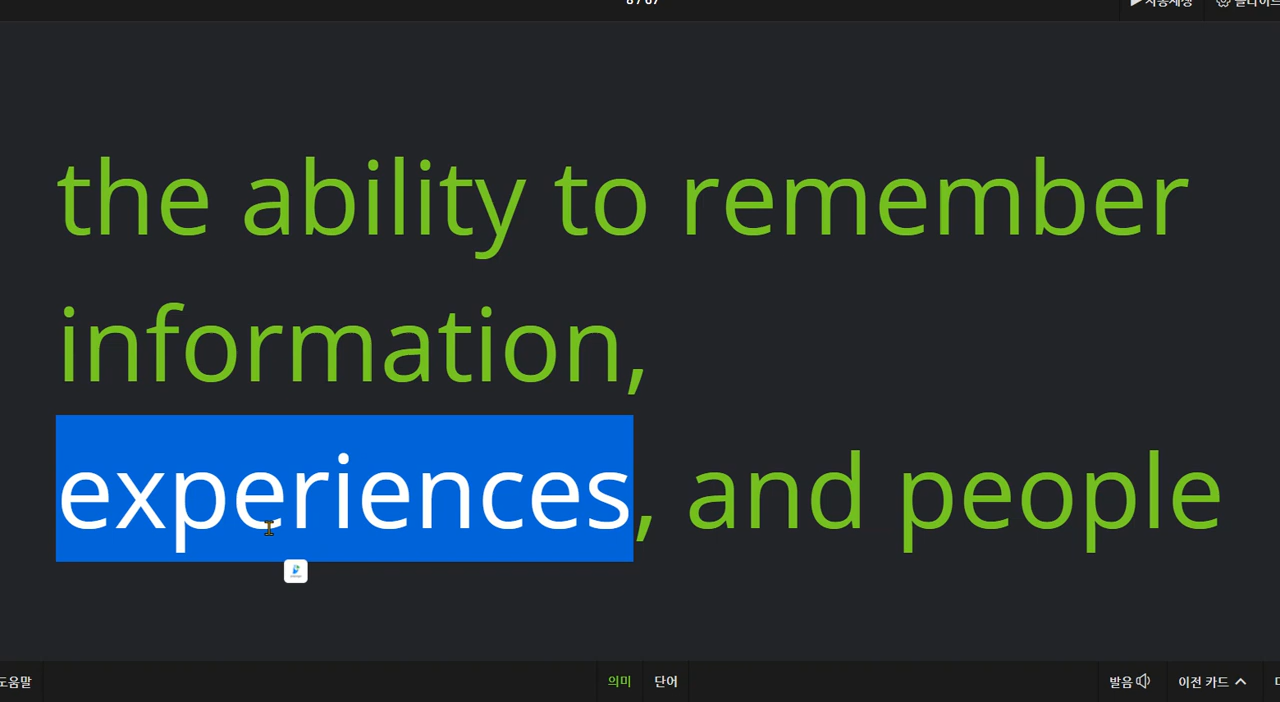 the ability to remember
information,
experiences, and people
도움말
의미
단어
발음
이전 카드